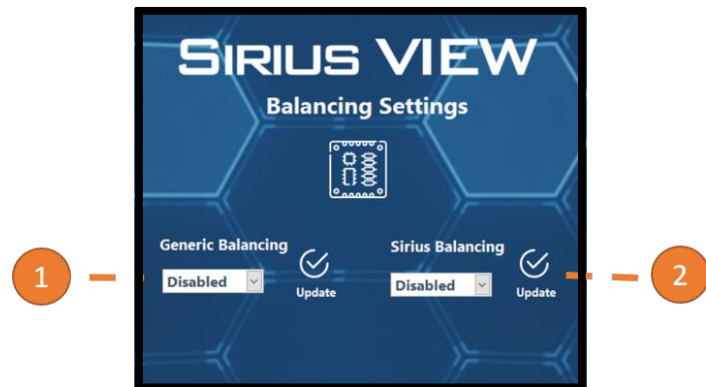 SIRIUS VIEW
Balancing Settings
Generic Balancing
Sirius Balancing
1
Disabled
Update
Disabled
Update
2